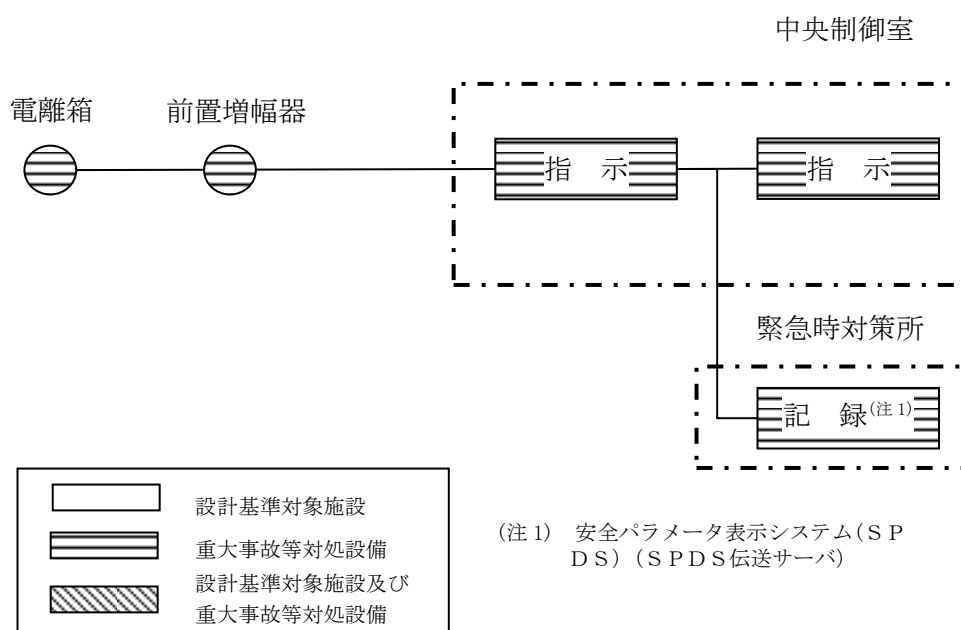 中央制御室
電離箱
前置増幅器
指　示
指　示
緊急時対策所
記　録(注 1)
設計基準対象施設
重大事故等対処設備
設計基準対象施設及び
重大事故等対処設備
(注 1)　安全パラメータ表示システム(ＳＰ
ＤＳ)（ＳＰＤＳ伝送サーバ）